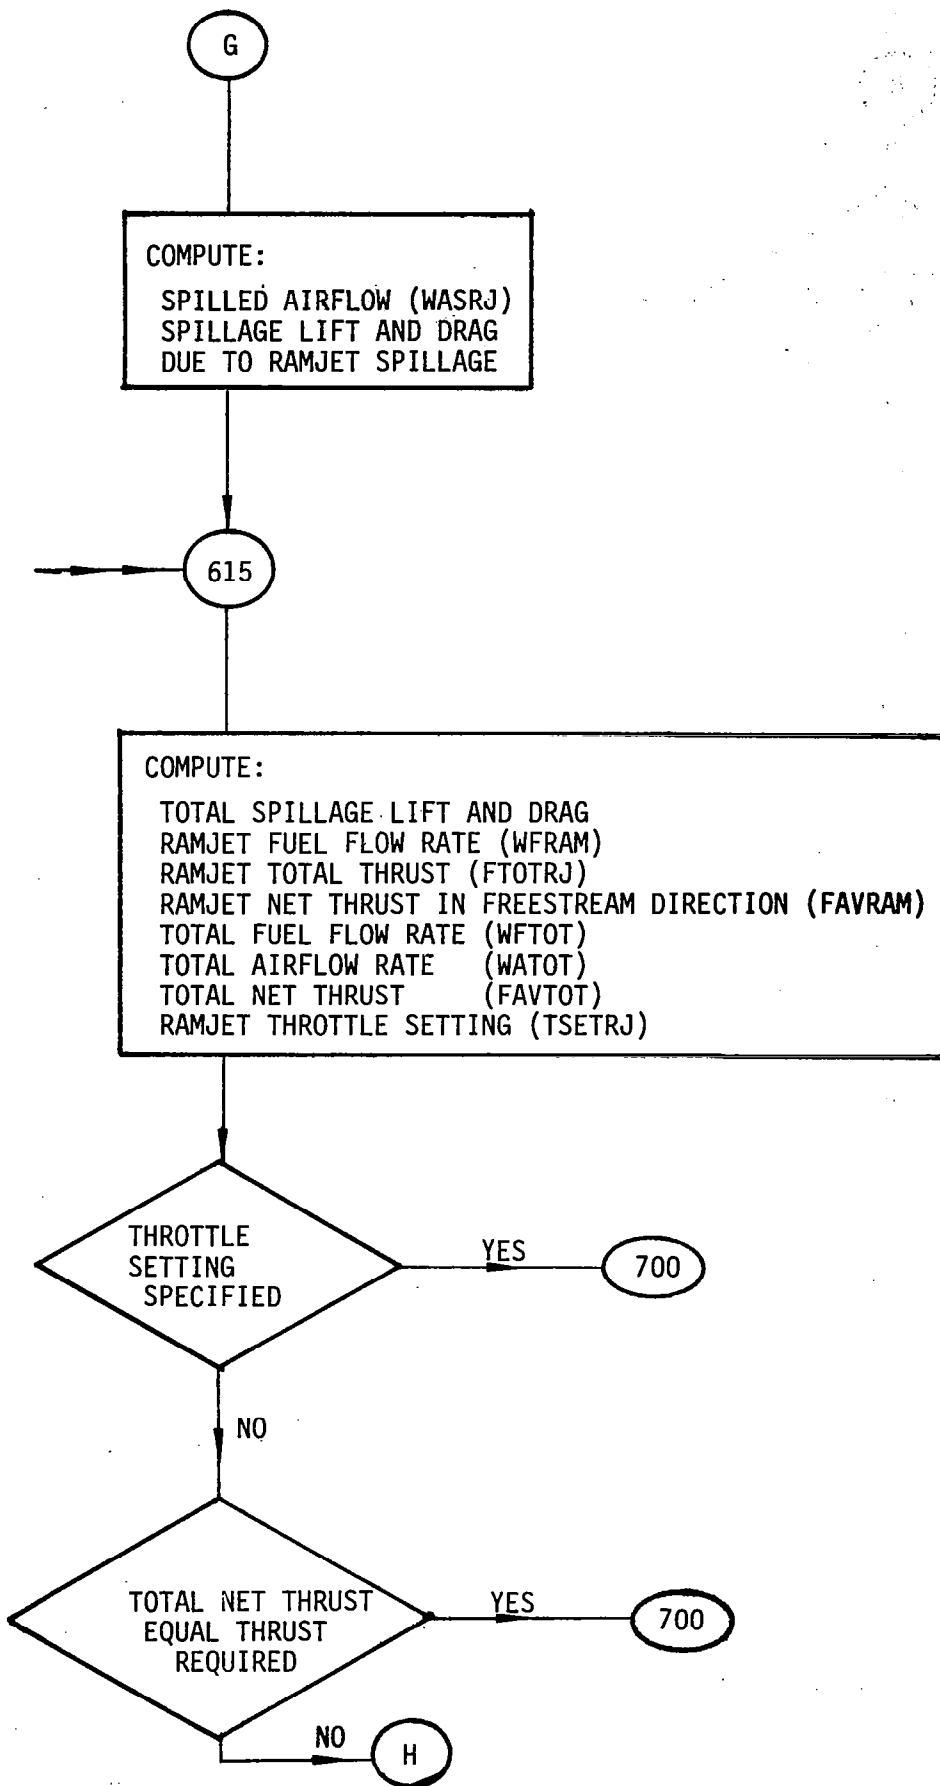 G
COMPUTE:
SPILLED AIRFLOW (WASRJ)
SPILLAGE LIFT AND DRAG
DUE TO RAMJET SPILLAGE
615
COMPUTE:
TOTAL SPILLAGE LIFT AND DRAG
RAMJET FUEL FLOW RATE (WFRAM)
RAMJET TOTAL THRUST (FTOTRJ)
RAMJET NET THRUST IN FREESTREAM DIRECTION (FAVRAM)
TOTAL FUEL FLOW RATE (WFTOT)
TOTAL AIRFLOW RATE (WATOT)
TOTAL NET THRUST (FAVTOT)
RAMJET THROTTLE SETTING (TSETRJ)
THROTTLE
SETTING
SPECIFIED
YES
700
NO
TOTAL NET THRUST
EQUAL THRUST
REQUIRED
YES
700
NO
H